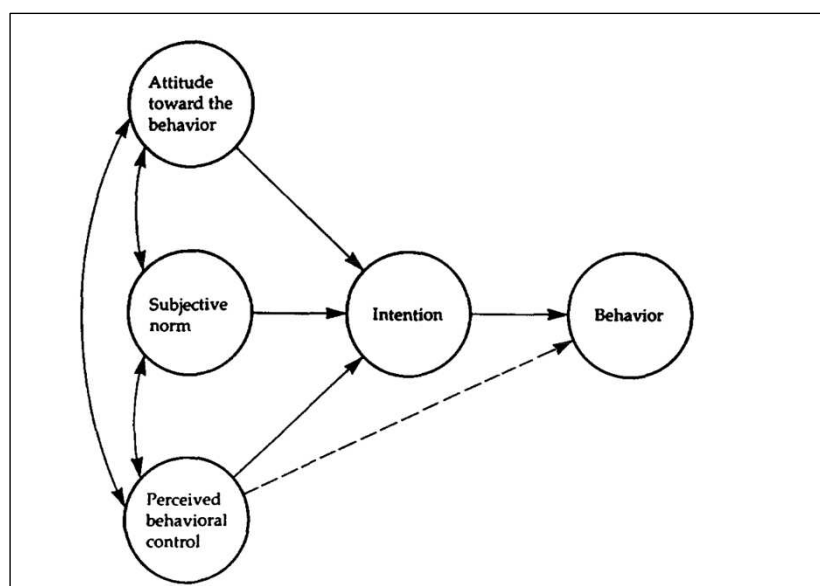 Attitude
toward the
behavior
Subjective
norm
Intention
Behavior
Perceived
behavioral
control